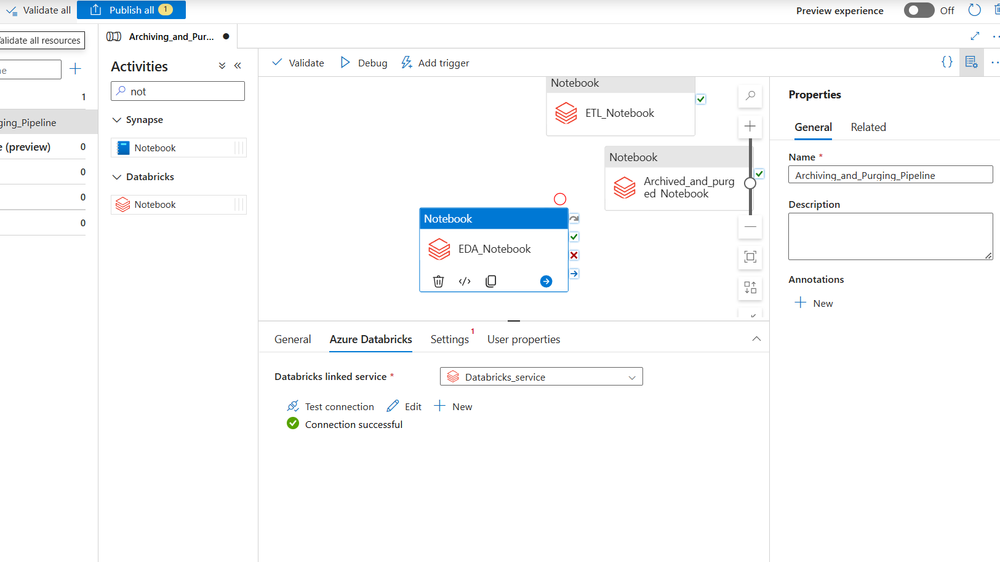 Validate all
Publish all 1
Preview experience
Off
alidate all resources
Archiving_and_Pur...
Activities
Validate
Debug
Add trigger
{}
e
not
1
ging_Pipeline
e (preview)
0
0
0
0
Synapse
Notebook
Databricks
Notebook
Notebook
ETL_Notebook
Notebook
Archived_and_purg
ed Notebook
Notebook
EDA_Notebook
General
Azure Databricks
Settings 1
User properties
Databricks linked service *
Databricks_service
Test connection
Edit
New
Connection successful
Properties
General
Related
Name *
Archiving_and_Purging_Pipeline
Description
Annotations
New